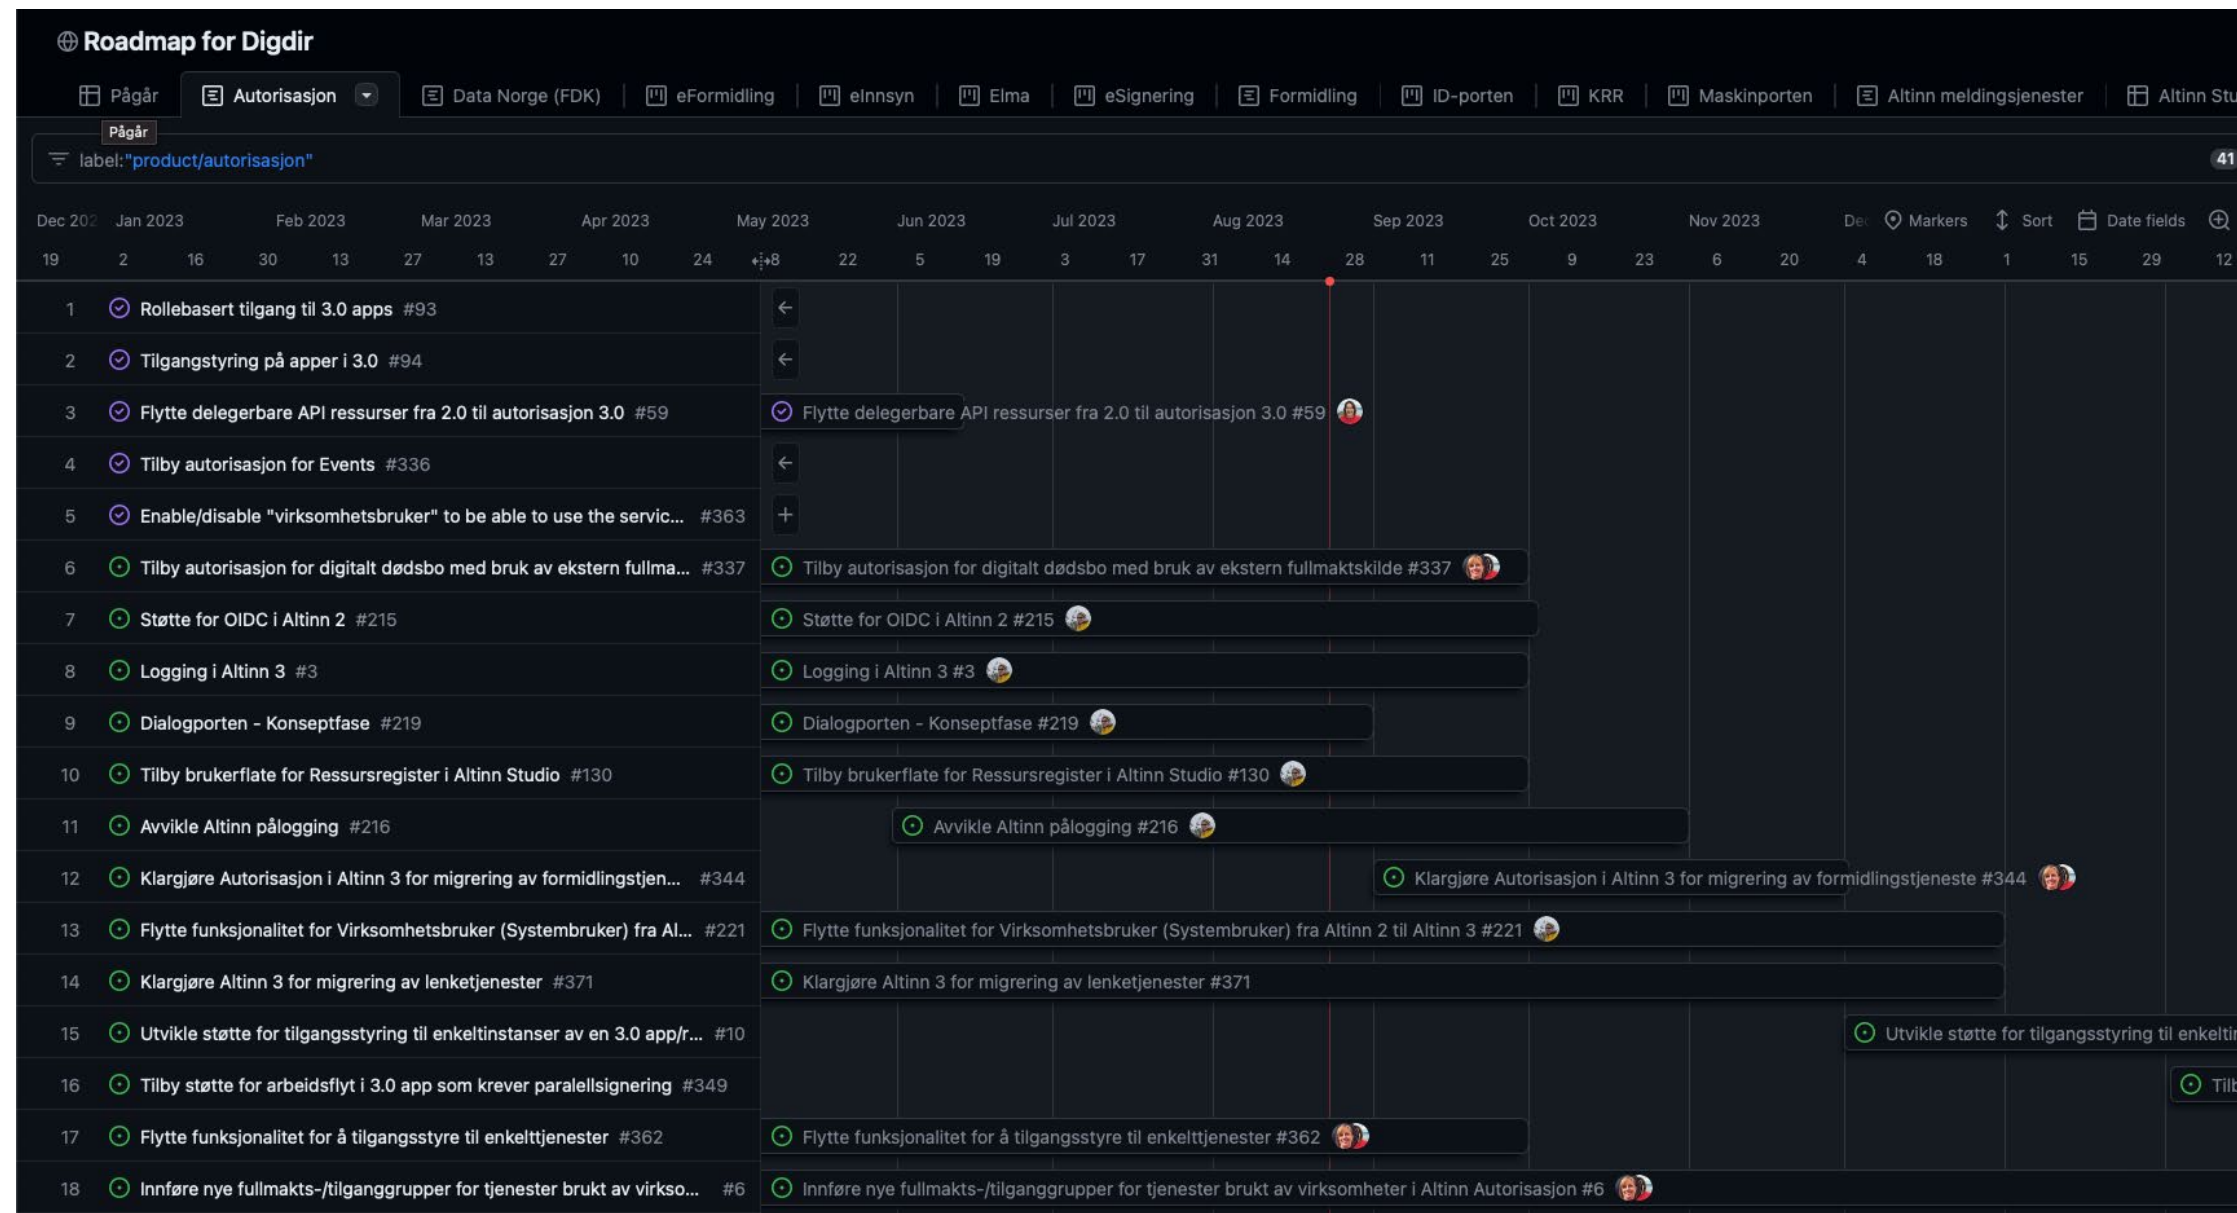 Roadmap for Digdir
Pågår Autorisasjon Data Norge (FDK) eFormidling eInnsyn Elma eSignering Formidling ID-porten KRR Maskinporten Altinn meldingsjenester Altinn Stu
Pågår
label:"product/autorisasjon" 41
Dec 202 Jan 2023 Feb 2023 Mar 2023 Apr 2023 May 2023 Jun 2023 Jul 2023 Aug 2023 Sep 2023 Oct 2023 Nov 2023 Dec Markers Sort Date fields
19 2 16 30 13 27 13 27 10 24 8 22 5 19 3 17 31 14 28 11 25 9 23 6 20 4 18 1 15 29 12
1 Rollebasert tilgang til 3.0 apps #93
2 Tilgangstyring på apper i 3.0 #94
3 Flytte delegerbare API ressurser fra 2.0 til autorisasjon 3.0 #59 Flytte delegerbare API ressurser fra 2.0 til autorisasjon 3.0 #59
4 Tilby autorisasjon for Events #336
5 Enable/disable "virksomhetsbruker" to be able to use the servic... #363
6 Tilby autorisasjon for digitalt dødsbo med bruk av ekstern fullma... #337 Tilby autorisasjon for digitalt dødsbo med bruk av ekstern fullmaktskilde #337
7 Støtte for OIDC i Altinn 2 #215 Støtte for OIDC i Altinn 2 #215
8 Logging i Altinn 3 #3 Logging i Altinn 3 #3
9 Dialogporten - Konseptfase #219 Dialogporten - Konseptfase #219
10 Tilby brukerflate for Ressursregister i Altinn Studio #130 Tilby brukerflate for Ressursregister i Altinn Studio #130
11 Avvikle Altinn pålogging #216 Avvikle Altinn pålogging #216
12 Klargjøre Autorisasjon i Altinn 3 for migrering av formidlingstjen... #344 Klargjøre Autorisasjon i Altinn 3 for migrering av formidlingstjeneste #344
13 Flytte funksjonalitet for Virksomhetsbruker (Systembruker) fra Al... #221 Flytte funksjonalitet for Virksomhetsbruker (Systembruker) fra Altinn 2 til Altinn 3 #221
14 Klargjøre Altinn 3 for migrering av lenketjenester #371 Klargjøre Altinn 3 for migrering av lenketjenester #371
15 Utvikle støtte for tilgangsstyring til enkeltinstanser av en 3.0 app/r... #10 Utvikle støtte for tilgangsstyring til enkeltin
16 Tilby støtte for arbeidsflyt i 3.0 app som krever paralellsignering #349 Tilb
17 Flytte funksjonalitet for å tilgangsstyre til enkelttjenester #362 Flytte funksjonalitet for å tilgangsstyre til enkelttjenester #362
18 Innføre nye fullmakts-/tilganggrupper for tjenester brukt av virkso... #6 Innføre nye fullmakts-/tilganggrupper for tjenester brukt av virksomheter i Altinn Autorisasjon #6